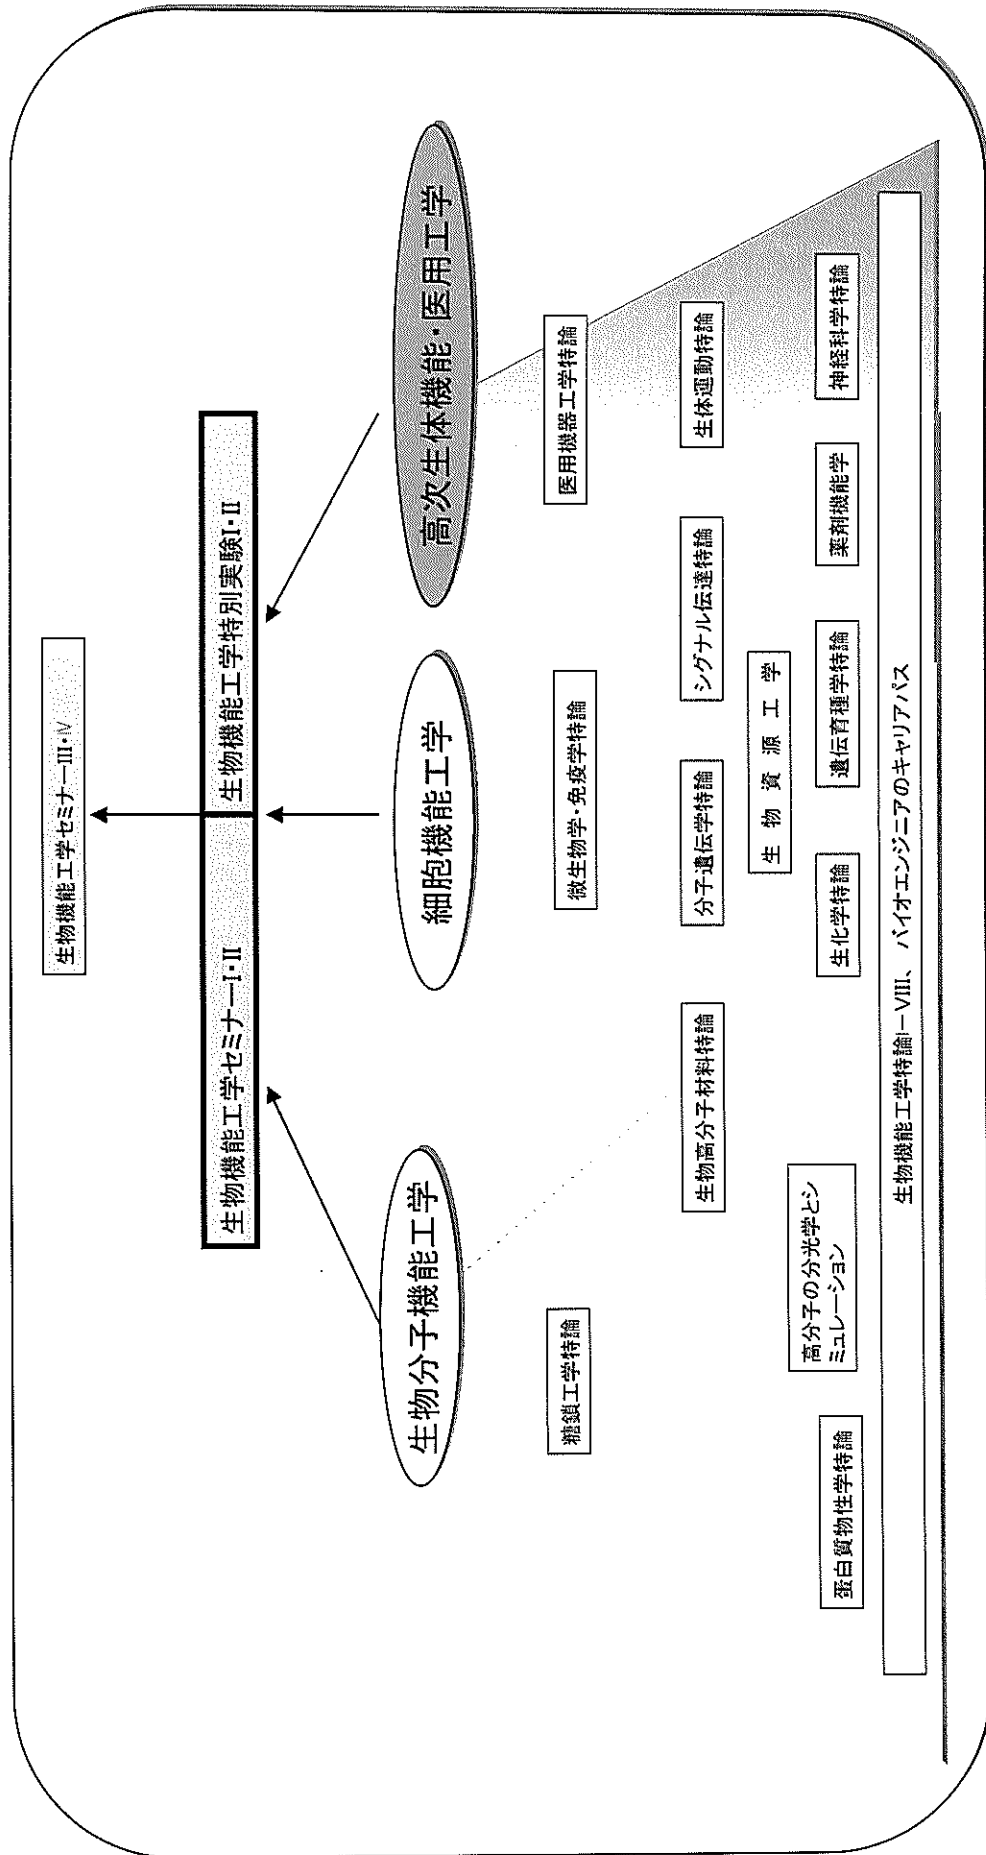 生物機能工学セミナーIII・IV
生物機能工学セミナーI・II
生物機能工学特別実験I・II
生物分子機能工学
細胞機能工学
高次生体機能・医用工学
糖鎖工学特論
微生物学・免疫学特論
医用機器工学特論
生物高分子材料特論
分子遺伝学特論
シグナル伝達特論
生体運動特論
生物資源工学
蛋白質物性学特論
高分子の分光学とシ
ミュレーション
生化学特論
遺伝育種学特論
薬剤機能学
神経科学特論
生物機能工学特論I－VIII、 バイオエンジニアのキャリアパス